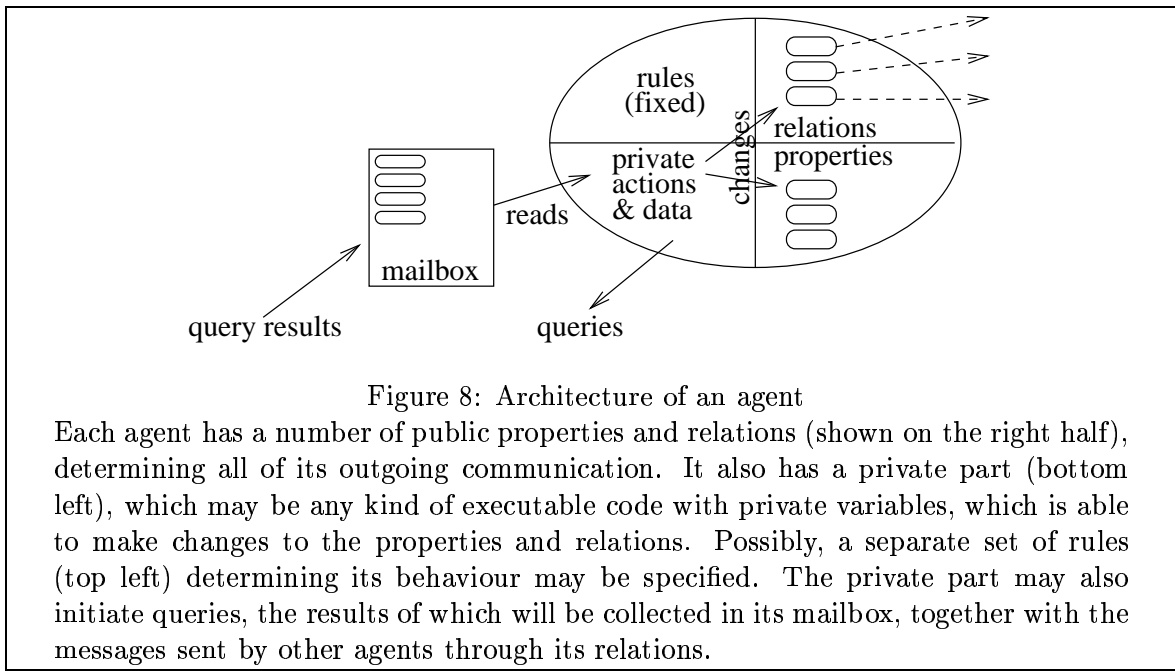 rules
(fixed)
changes
relations
properties
private
actions
& data
reads
mailbox
query results
queries
Figure 8: Architecture of an agent
Each agent has a number of public properties and relations (shown on the right half),
determining all of its outgoing communication. It also has a private part (bottom
left), which may be any kind of executable code with private variables, which is able
to make changes to the properties and relations. Possibly, a separate set of rules
(top left) determining its behaviour may be specified. The private part may also
initiate queries, the results of which will be collected in its mailbox, together with the
messages sent by other agents through its relations.